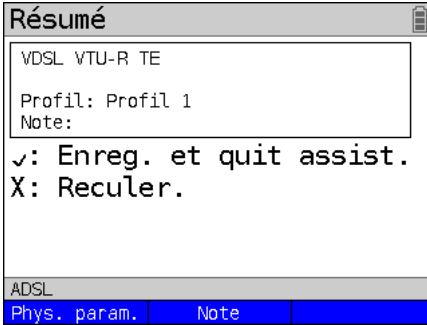 Résumé
VDSL VTU-R TE
Profil: Profil 1
Note:
✓: Enreg. et quit assist.
X: Reculer.
ADSL
Phys. param. Note